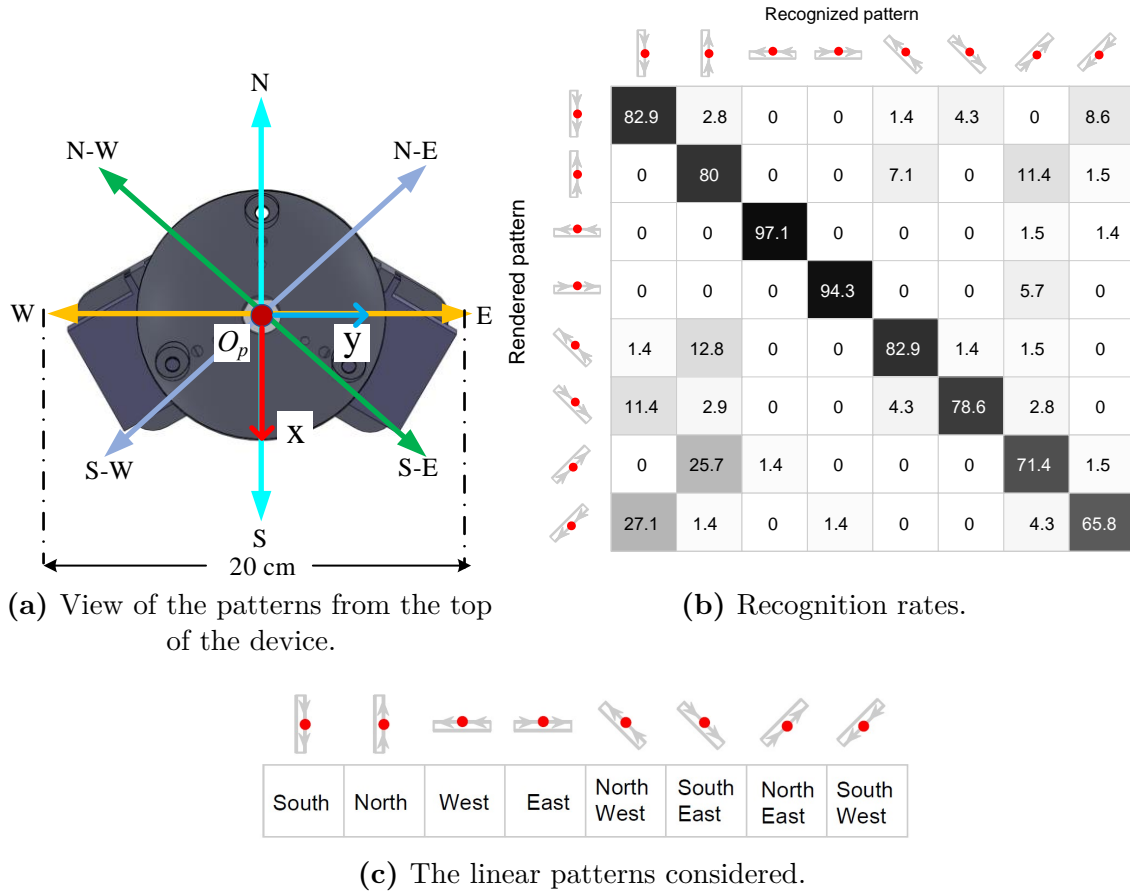 N
N-W
N-E
W
E
O_p
y
x
S-W
S-E
S
20 cm
(a) View of the patterns from the top
of the device.
Recognized pattern
Rendered pattern
82.9 2.8 0 0 1.4 4.3 0 8.6
0 80 0 0 7.1 0 11.4 1.5
0 0 97.1 0 0 0 1.5 1.4
0 0 0 94.3 0 0 5.7 0
1.4 12.8 0 0 82.9 1.4 1.5 0
11.4 2.9 0 0 4.3 78.6 2.8 0
0 25.7 1.4 0 0 0 71.4 1.5
27.1 1.4 0 1.4 0 0 4.3 65.8
(b) Recognition rates.
South North West East North West South East North East South West
(c) The linear patterns considered.